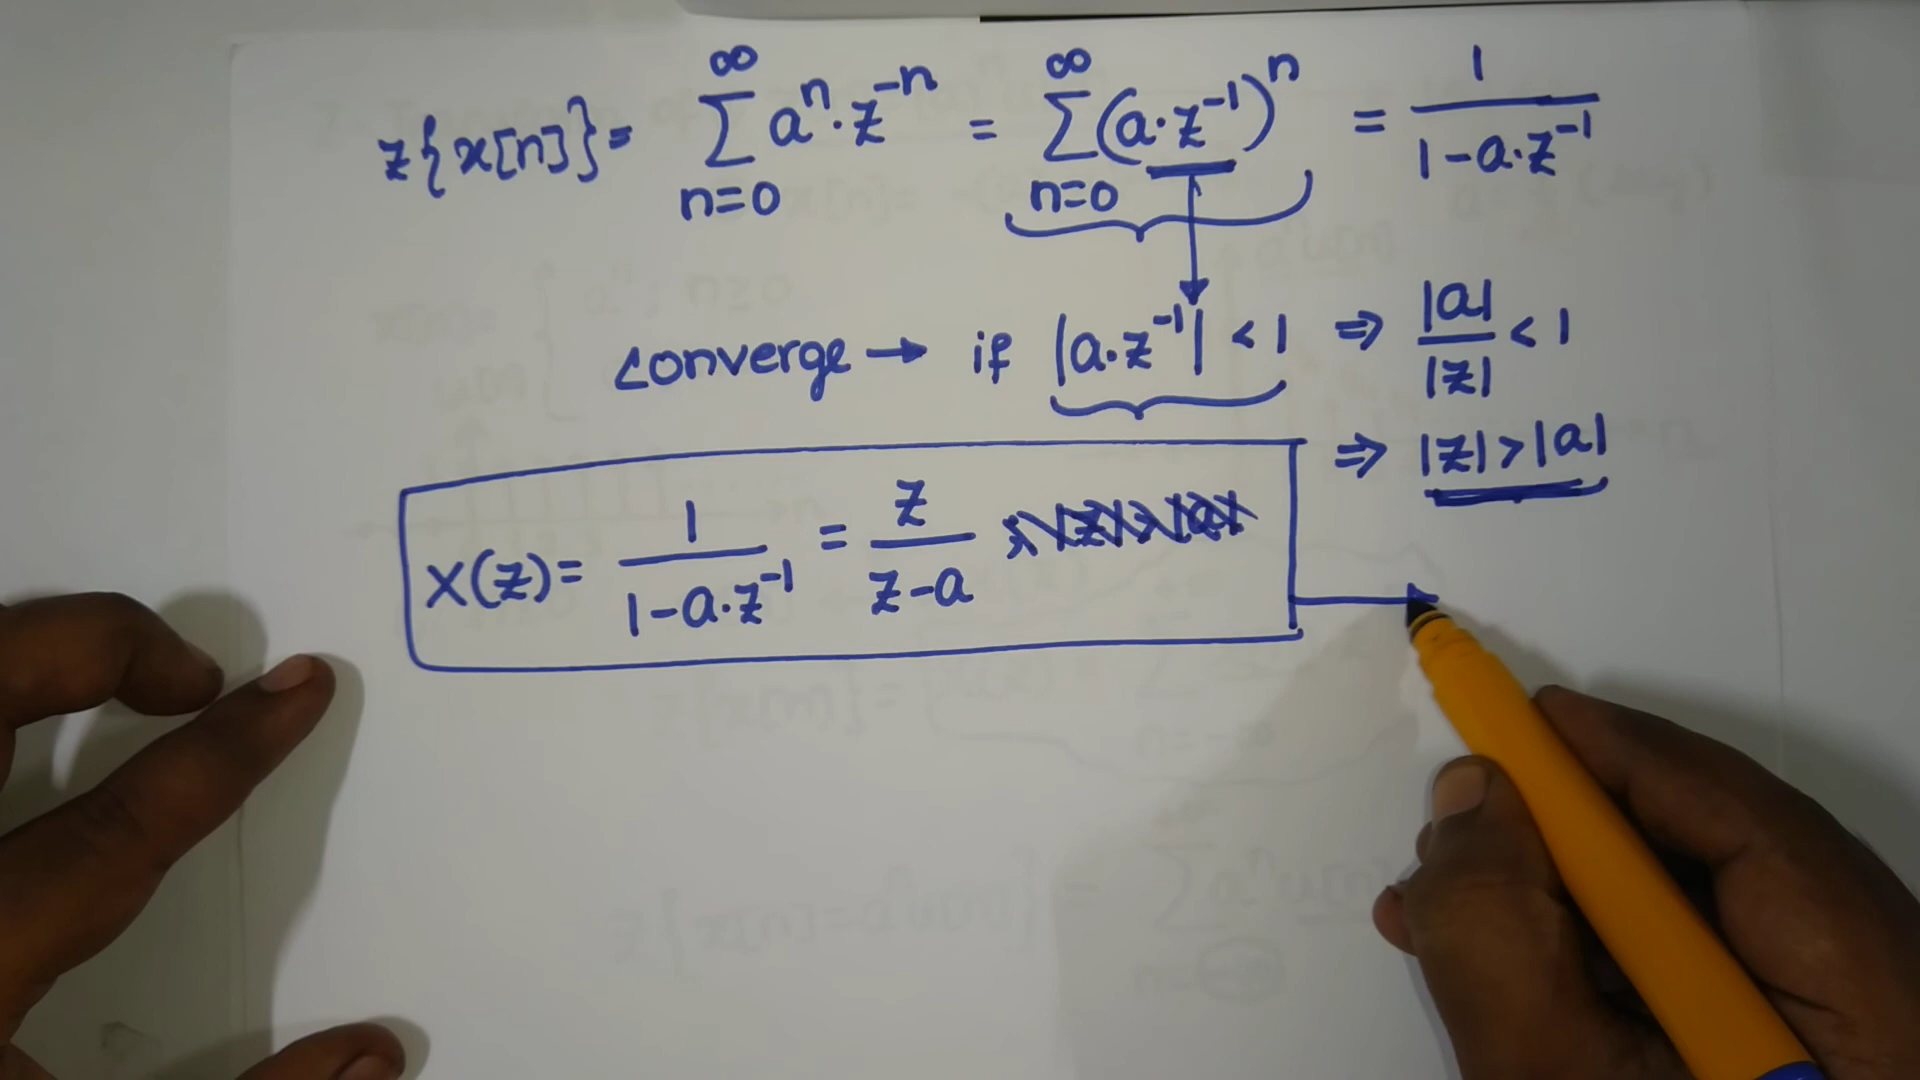 z{x[n]} = ∑_{n=0}^{∞} a^n · z^{-n} = ∑_{n=0}^{∞} (a·z^{-1})^n = 1/(1-a·z^{-1})
converge → if |a·z^{-1}| < 1 ⇒ |a|/|z| < 1
⇒ |z| > |a|
X(z) = 1/(1-a·z^{-1}) = z/(z-a)